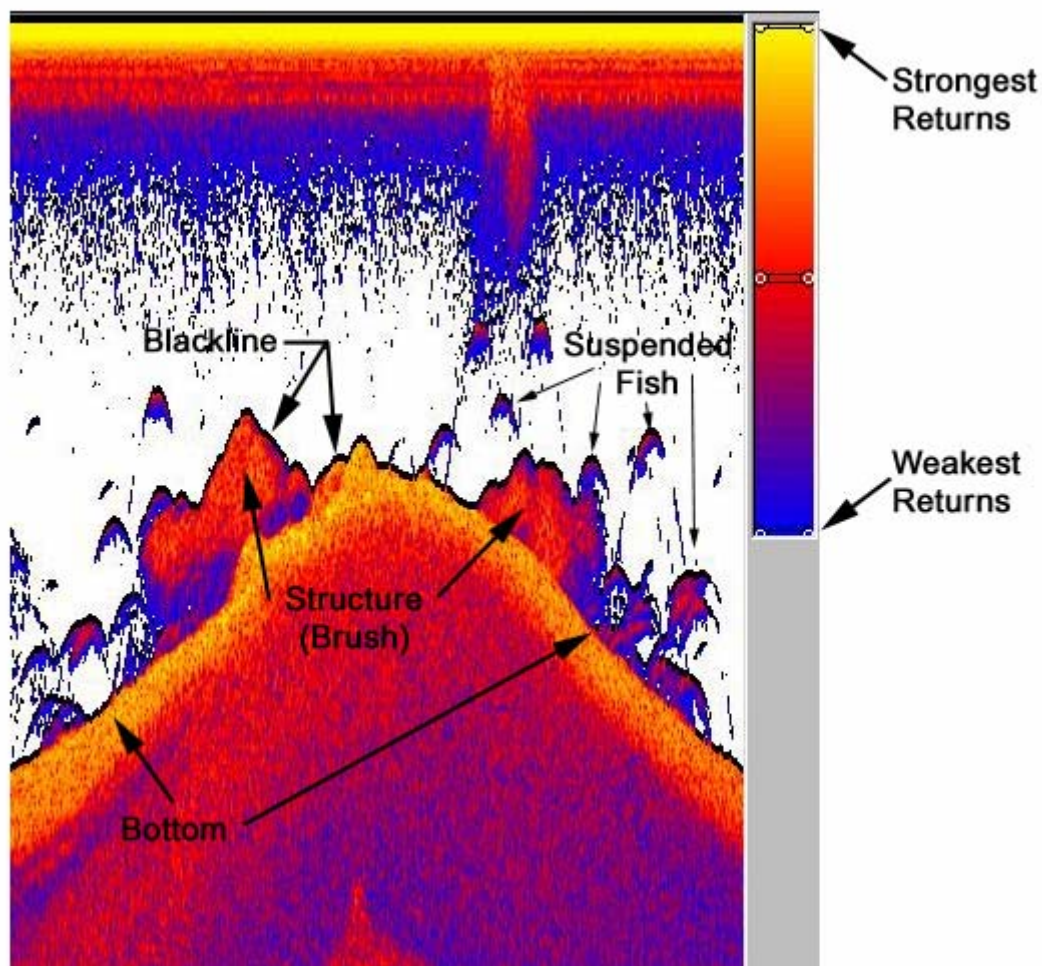 Strongest
Returns
Blackline
Suspended
Fish
Weakest
Returns
Structure
(Brush)
Bottom